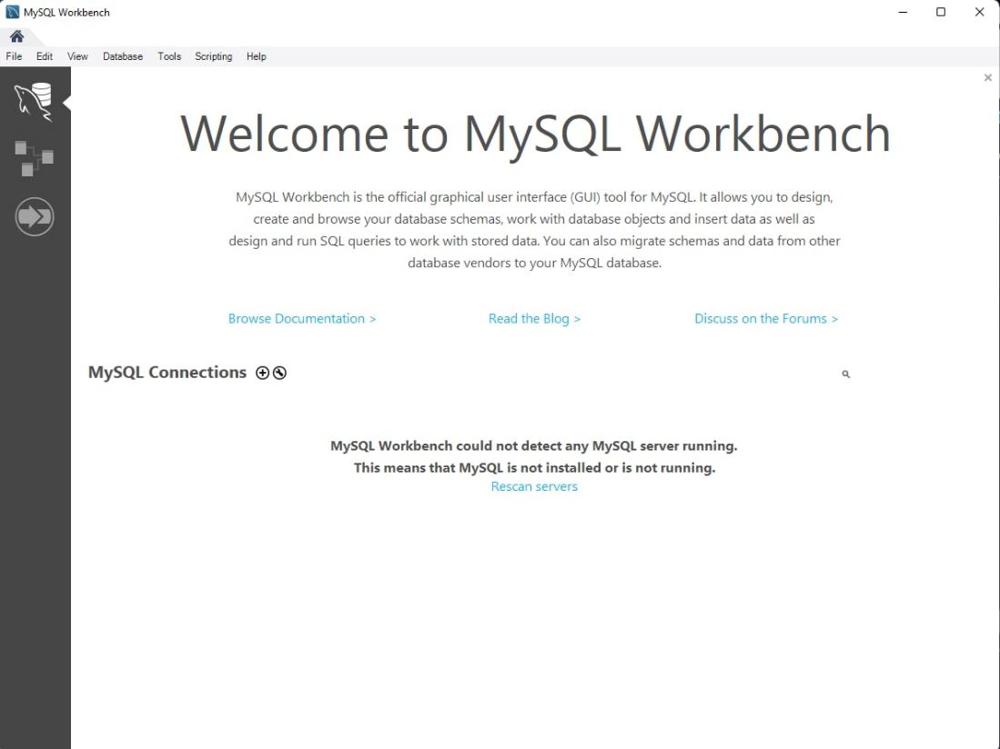 MySQL Workbench
File Edit View Database Tools Scripting Help
Welcome to MySQL Workbench
MySQL Workbench is the official graphical user interface (GUI) tool for MySQL. It allows you to design,
create and browse your database schemas, work with database objects and insert data as well as
design and run SQL queries to work with stored data. You can also migrate schemas and data from other
database vendors to your MySQL database.
Browse Documentation > Read the Blog > Discuss on the Forums >
MySQL Connections
MySQL Workbench could not detect any MySQL server running.
This means that MySQL is not installed or is not running.
Rescan servers